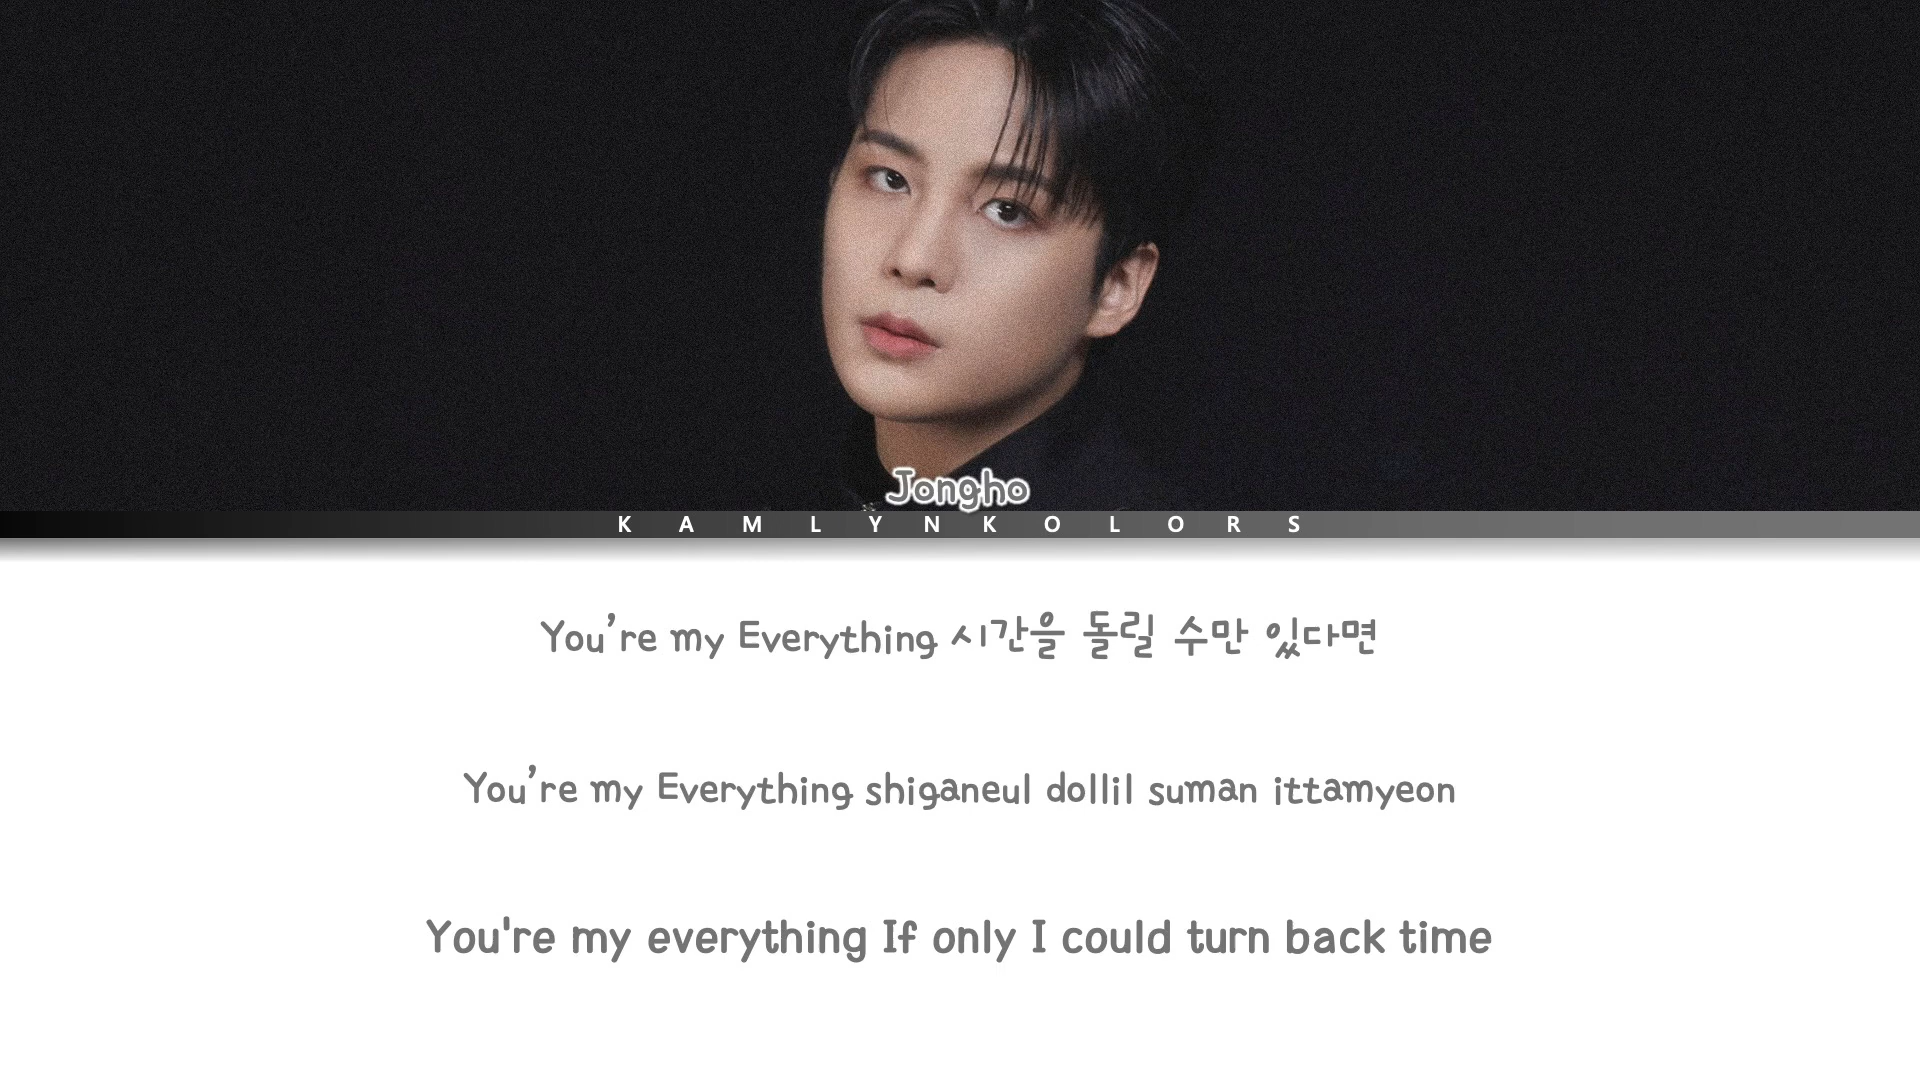 Jongho
KAMLYNKOLORS
You’re my Everything 시간을 돌릴 수만 있다면
You’re my Everything shiganeul dollil suman ittamyeon
You're my everything If only I could turn back time